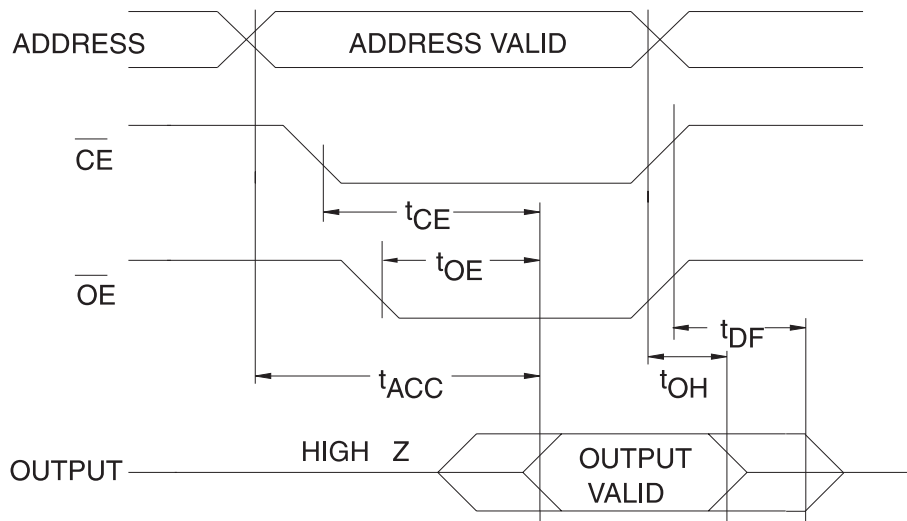 ADDRESS
ADDRESS VALID
CE
tCE
tOE
OE
tDF
tACC
tOH
HIGH Z
OUTPUT
OUTPUT
VALID